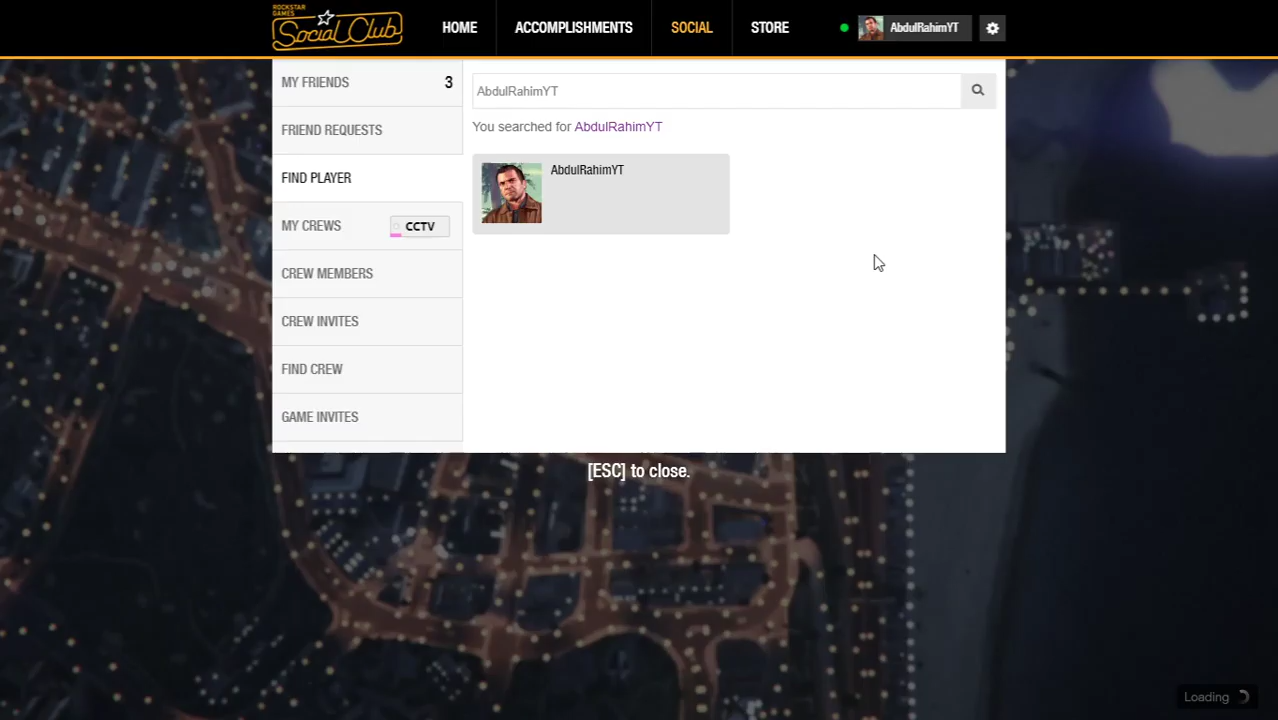 ROCKSTAR
GAMES
Social Club
HOME
ACCOMPLISHMENTS
SOCIAL
STORE
AbdulRahimYT
MY FRIENDS 3
FRIEND REQUESTS
FIND PLAYER
MY CREWS CCTV
CREW MEMBERS
CREW INVITES
FIND CREW
GAME INVITES
AbdulRahimYT
You searched for AbdulRahimYT
AbdulRahimYT
[ESC] to close.
Loading